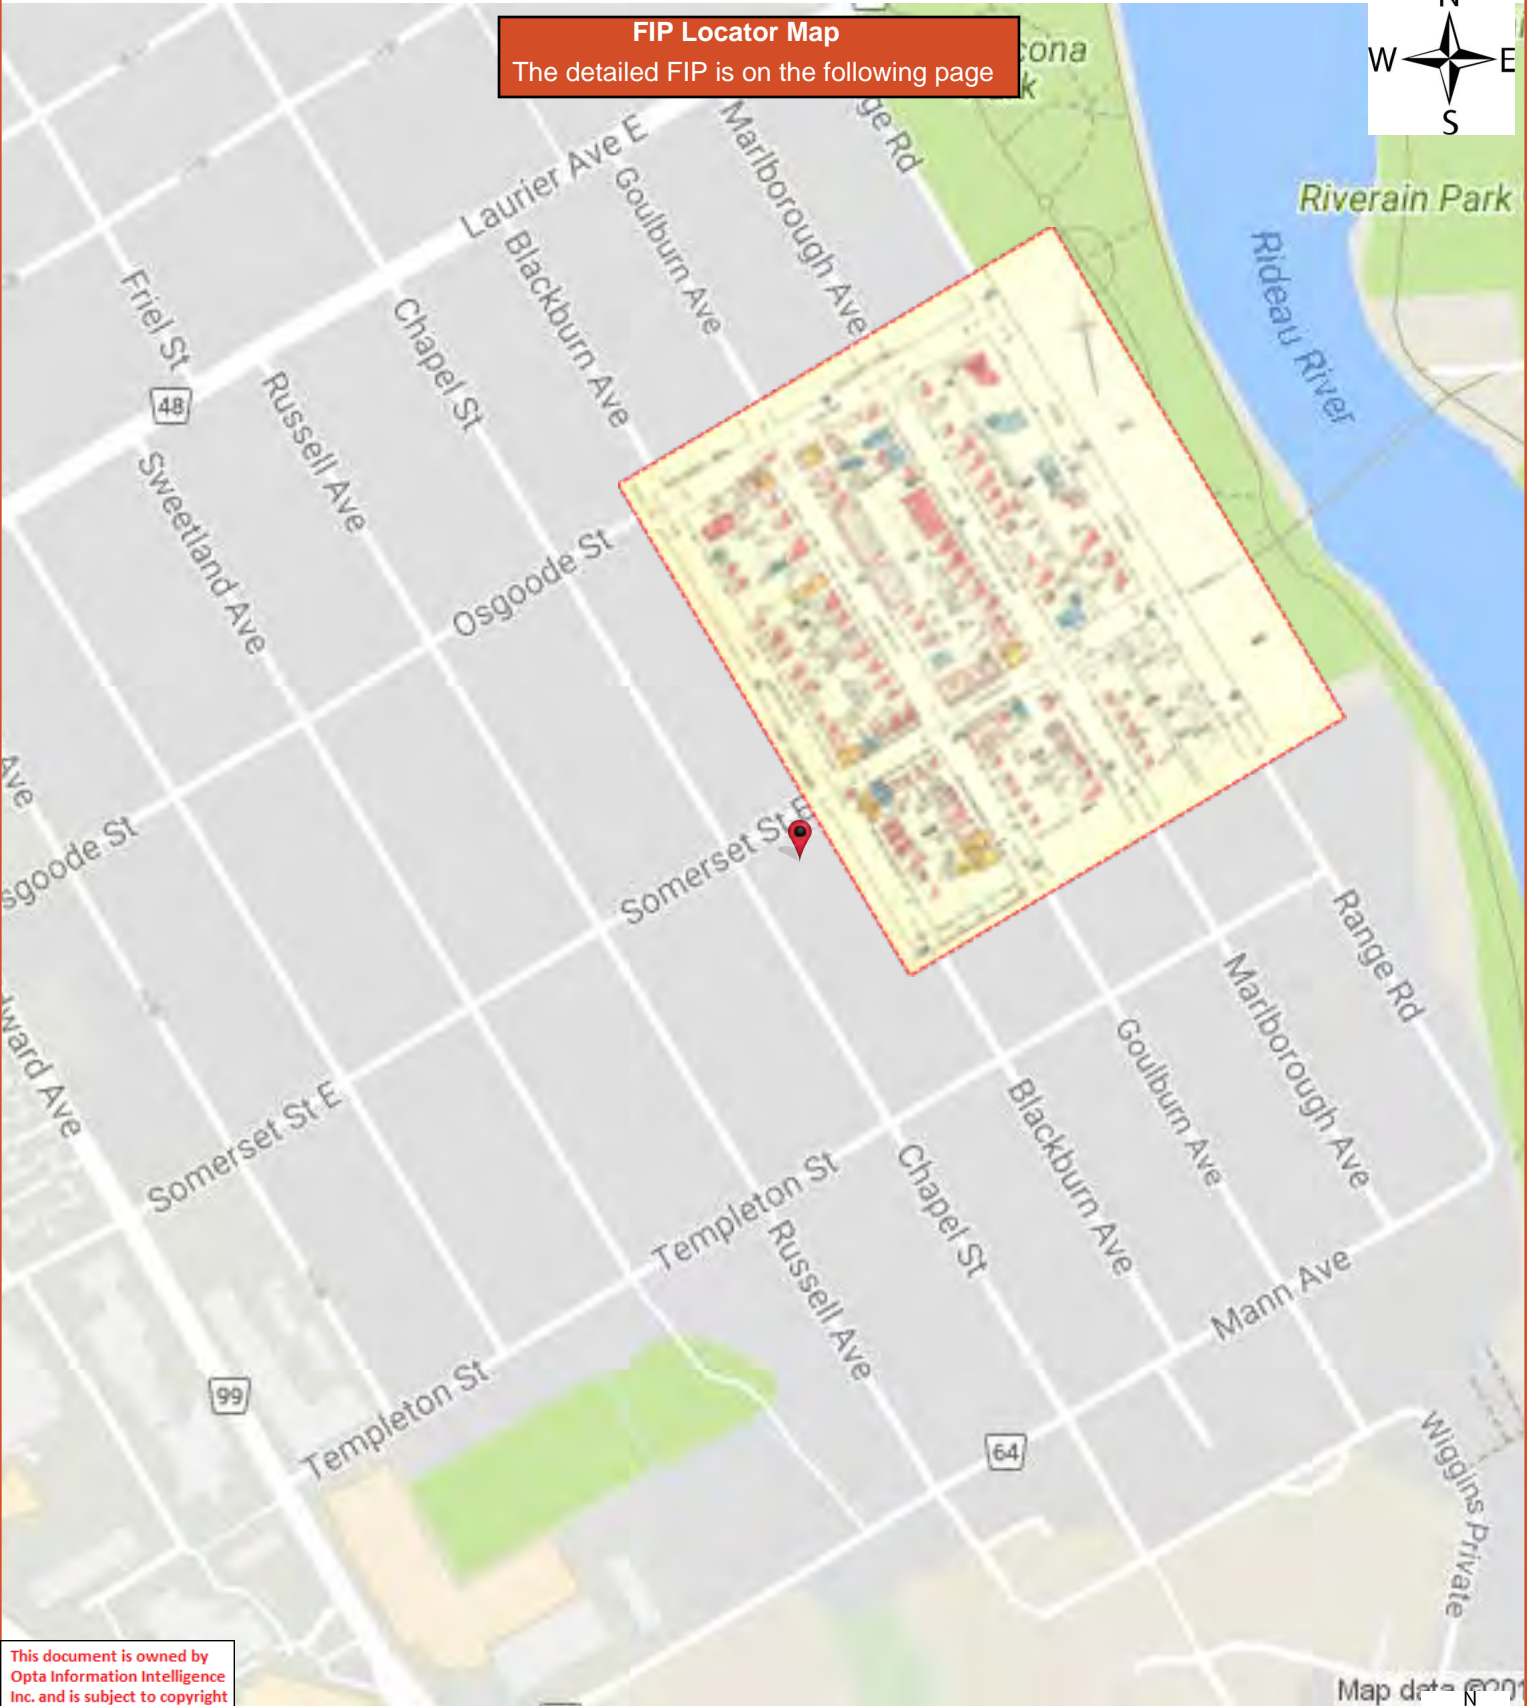 N
FIP Locator Map
The detailed FIP is on the following page
W
E
S
Riverain Park
Rideau River
Laurier Ave E
Marlborough Ave
Goulburn Ave
Blackburn Ave
Friel St
Chapel St
48
Russell Ave
Sweetland Ave
Osgoode St
Ave
Somerset St E
Range Rd
Somerset St E
Marlborough Ave
Goulburn Ave
Blackburn Ave
Templeton St
Chapel St
Russell Ave
Mann Ave
99
Templeton St
64
Wiggins Private
This document is owned by
Opta Information Intelligence
Inc. and is subject to copyright
Map data
N